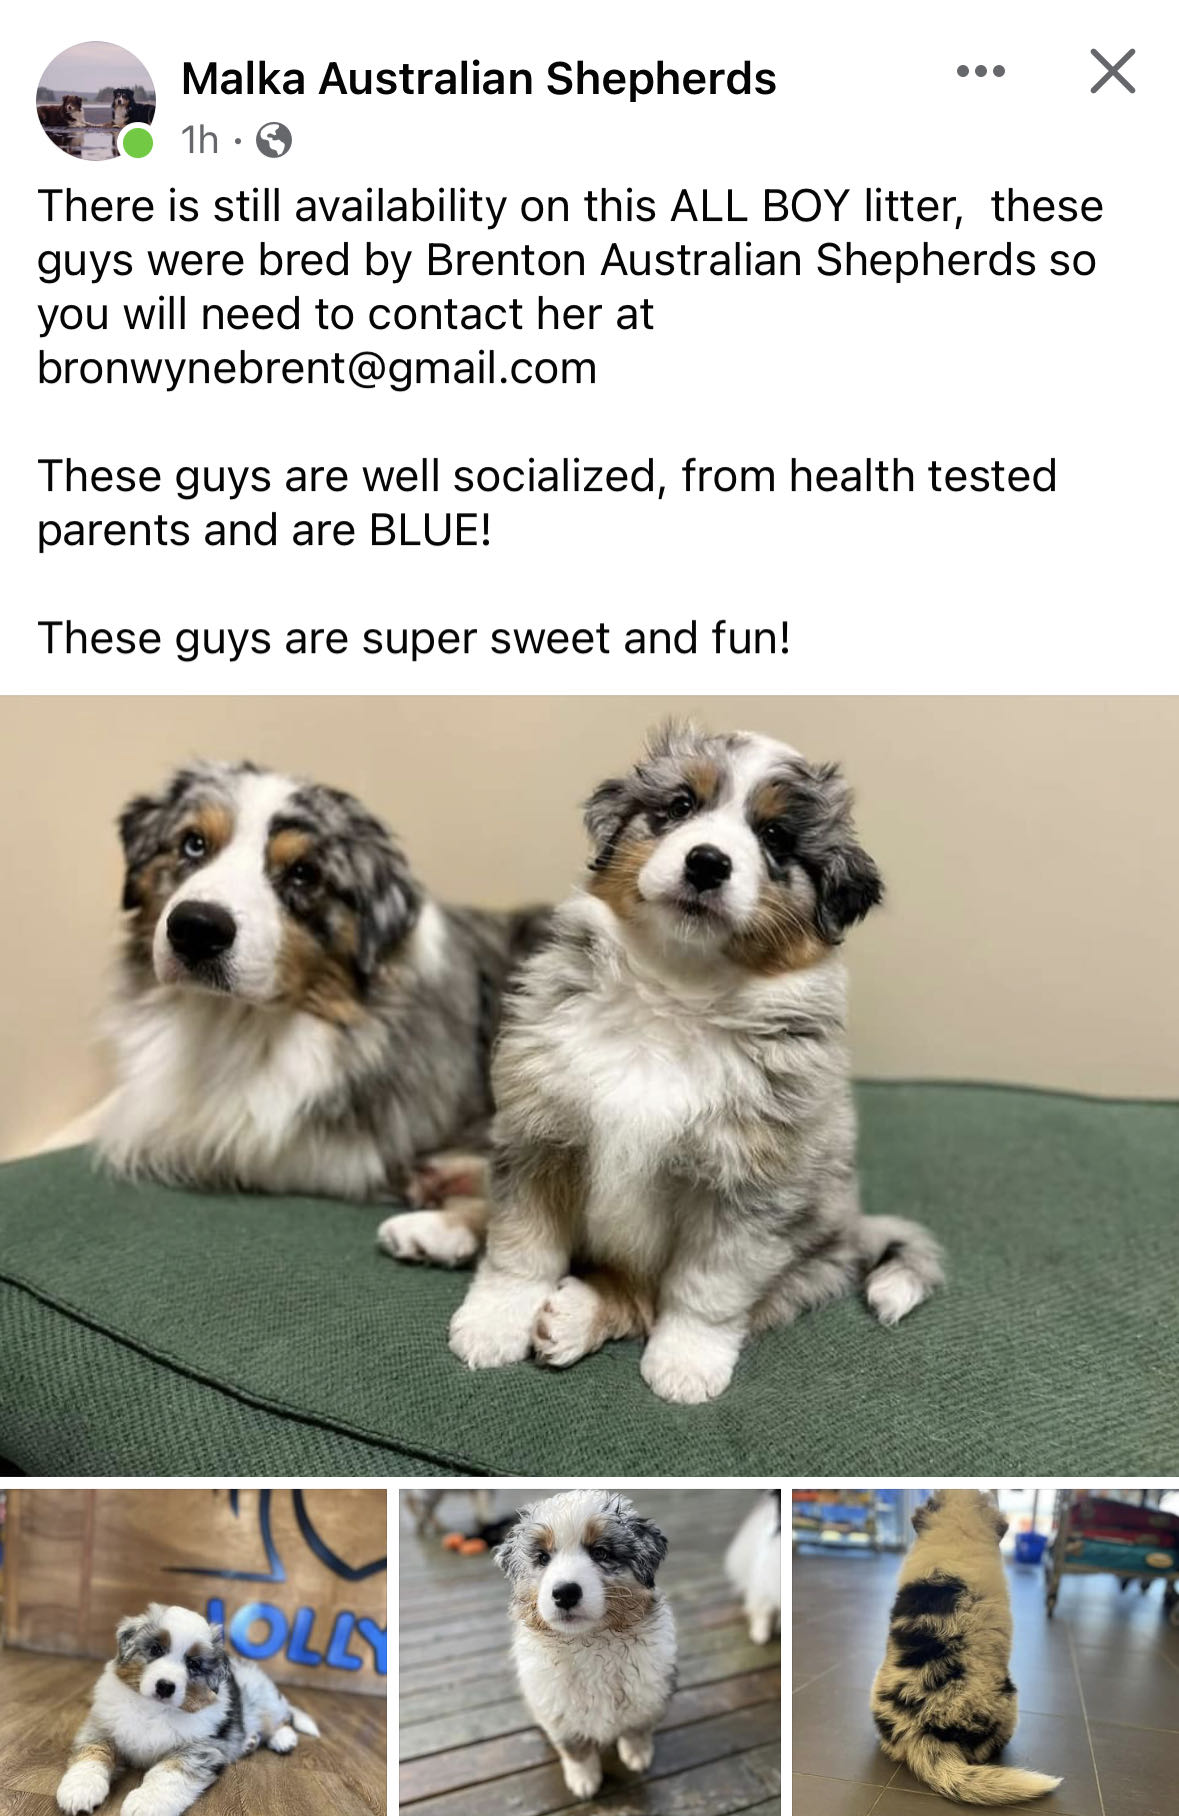 Malka Australian Shepherds
1h ·
There is still availability on this ALL BOY litter,  these
guys were bred by Brenton Australian Shepherds so
you will need to contact her at
bronwynebrent@gmail.com
These guys are well socialized, from health tested
parents and are BLUE!
These guys are super sweet and fun!
JOLLY